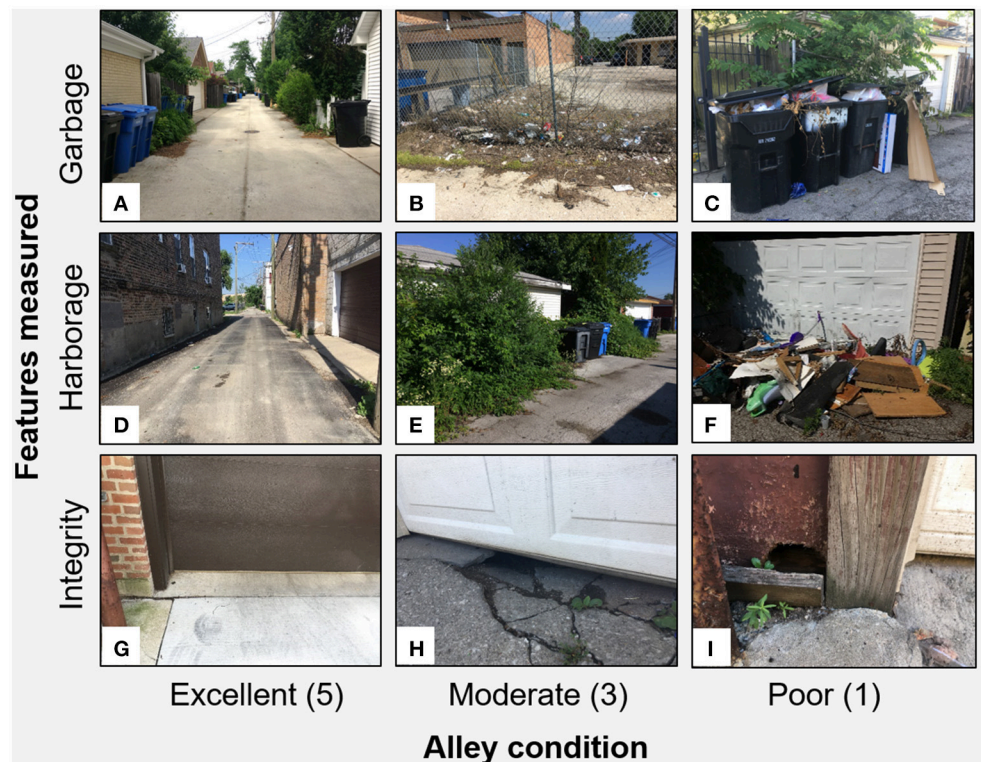 Features measured
Garbage
A
B
C
Harborage
D
E
F
Integrity
G
H
I
Excellent (5)
Moderate (3)
Poor (1)
Alley condition